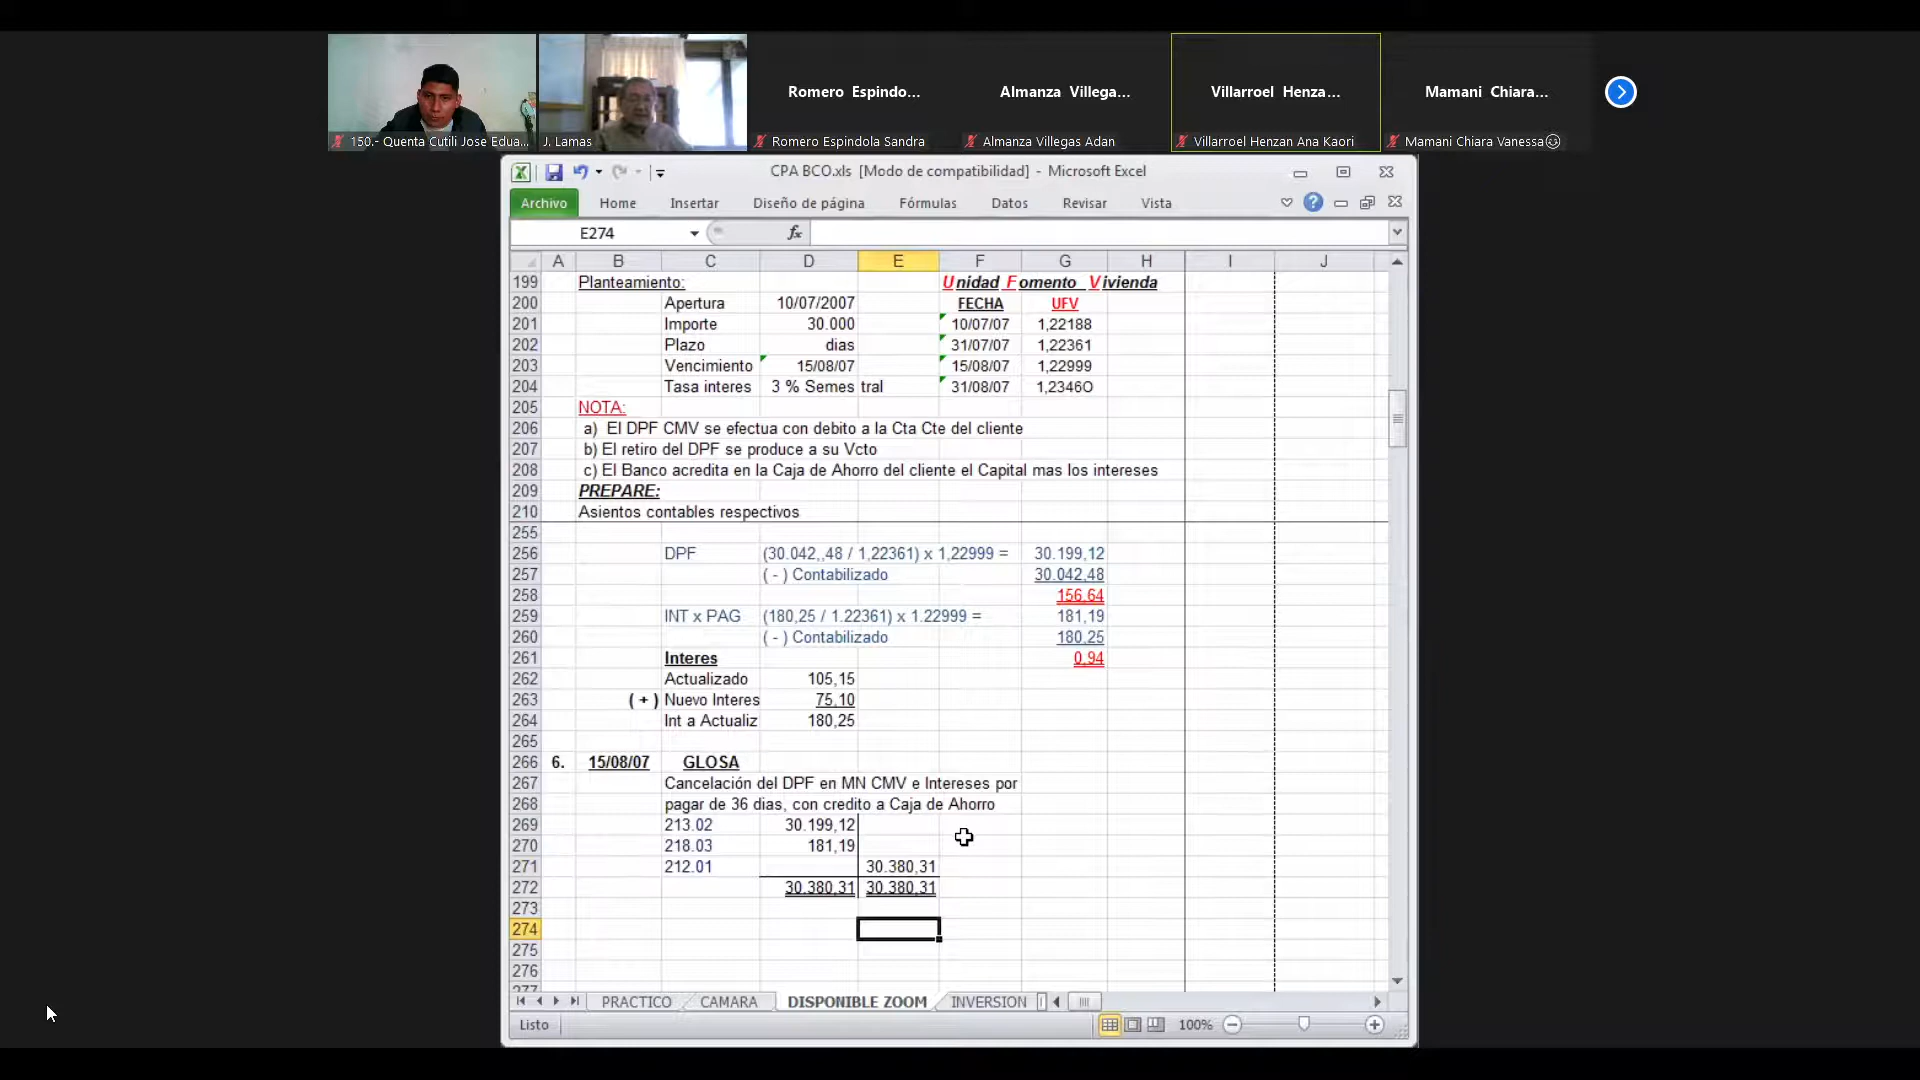 Romero Espindo...
Almanza Villega...
Villarroel Henza...
Mamani Chiara...
150.- Quenta Cutili Jose Edua...
J. Lamas
Romero Espindola Sandra
Almanza Villegas Adan
Villarroel Henzan Ana Kaori
Mamani Chiara Vanessa☺
CPA BCO.xls [Modo de compatibilidad] - Microsoft Excel
Archivo Home Insertar Diseño de página Fórmulas Datos Revisar Vista
E274 fx
A B C D E F G H I J
199 Planteamiento: Unidad Fomento Vivienda
200 Apertura 10/07/2007 FECHA UFV
201 Importe 30.000 10/07/07 1,22188
202 Plazo dias 31/07/07 1,22361
203 Vencimiento 15/08/07 15/08/07 1,22999
204 Tasa interes 3 % Semes tral 31/08/07 1,2346O
205 NOTA:
206 a) El DPF CMV se efectua con debito a la Cta Cte del cliente
207 b) El retiro del DPF se produce a su Vcto
208 c) El Banco acredita en la Caja de Ahorro del cliente el Capital mas los intereses
209 PREPARE:
210 Asientos contables respectivos
255
256 DPF (30.042,,48 / 1,22361) x 1,22999 = 30.199,12
257 ( - ) Contabilizado 30.042,48
258 156,64
259 INT x PAG (180,25 / 1.22361) x 1.22999 = 181,19
260 ( - ) Contabilizado 180,25
261 Interes 0,94
262 Actualizado 105,15
263 ( + ) Nuevo Interes 75,10
264 Int a Actualiz 180,25
265
266 6. 15/08/07 GLOSA
267 Cancelación del DPF en MN CMV e Intereses por
268 pagar de 36 dias, con credito a Caja de Ahorro
269 213.02 30.199,12
270 218.03 181,19
271 212.01 30.380,31
272 30.380,31 30.380,31
273
274
275
276
277
PRACTICO CAMARA DISPONIBLE ZOOM INVERSION
Listo 100%